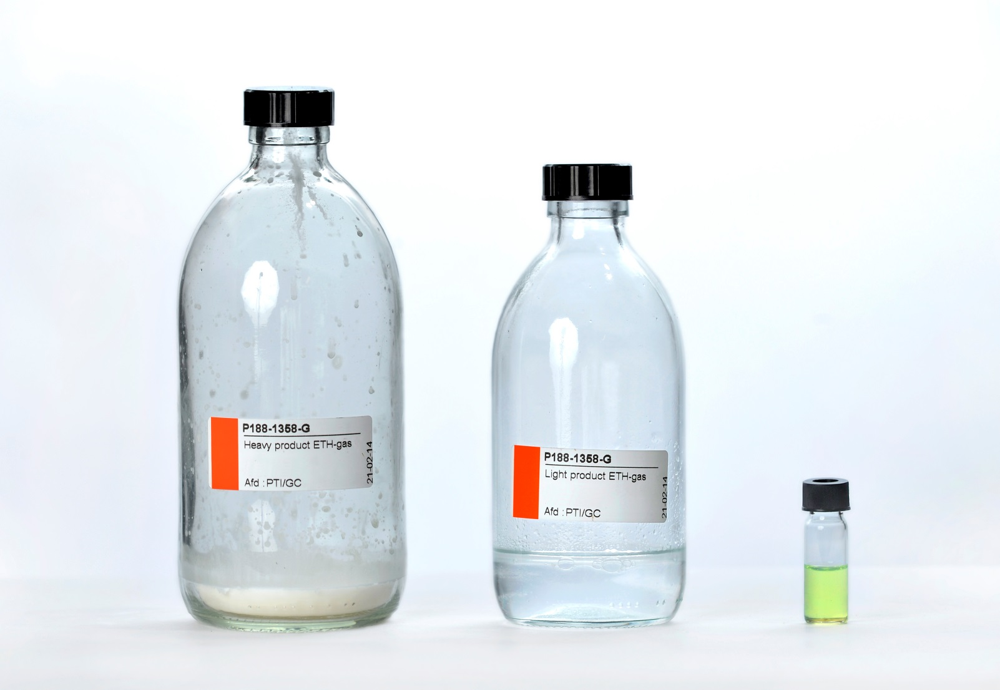 P188-1358-G
Heavy product ETH-gas
Afd : PTI/GC
21-02-14
P188-1358-G
Light product ETH-gas
Afd : PTI/GC
21-02-14